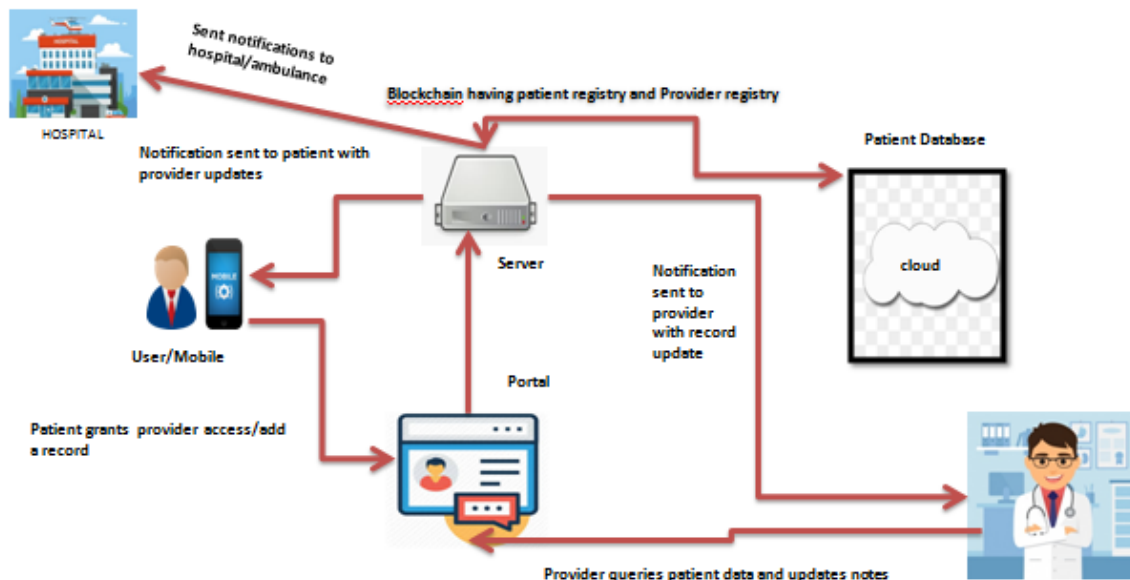 HOSPITAL
Sent notifications to
hospital/ambulance
HOSPITAL
Blockchain having patient registry and Provider registry
Patient Database
Notification sent to patient with
provider updates
cloud
Server
MOBILE
Notification
sent to
provider
with record
update
User/Mobile
Portal
Patient grants provider access/add
a record
Provider queries patient data and updates notes